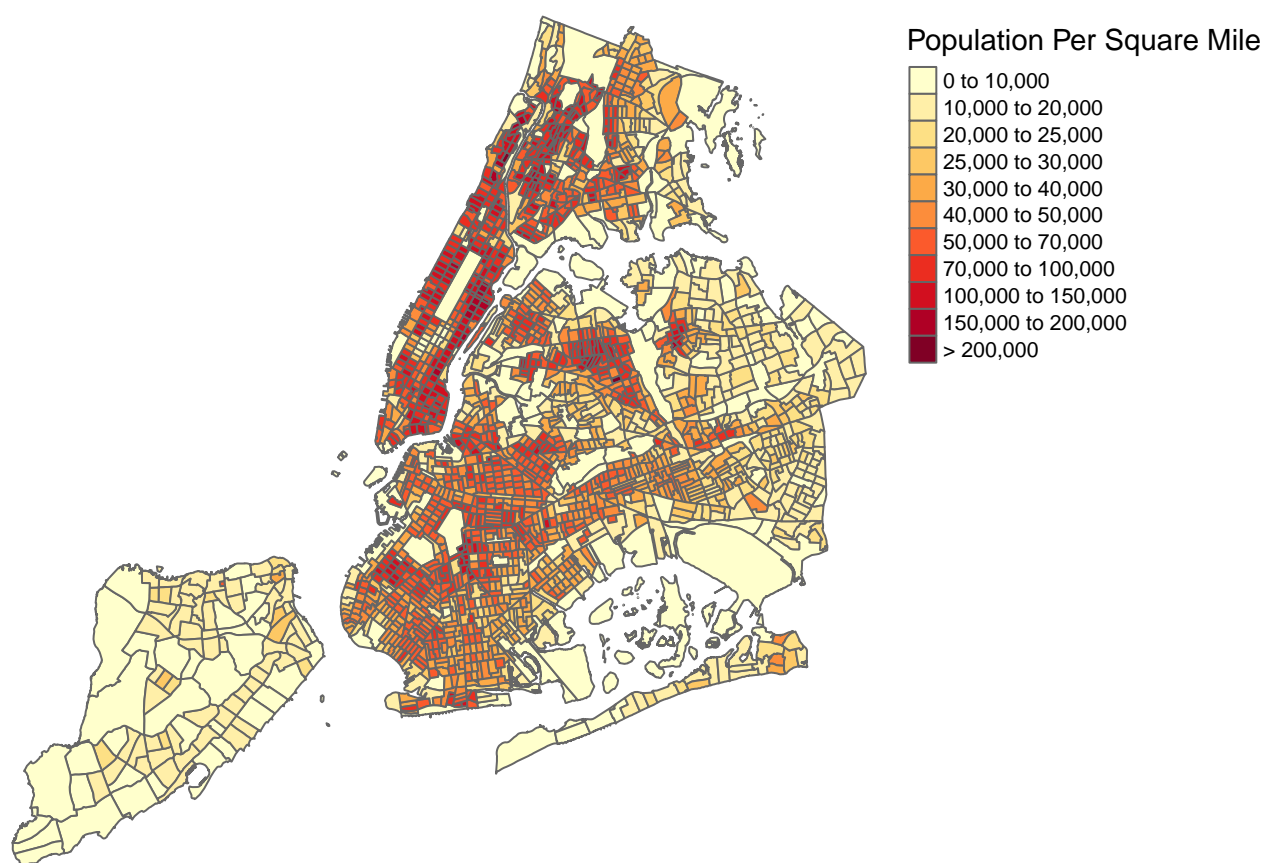 Population Per Square Mile
0 to 10,000
10,000 to 20,000
20,000 to 25,000
25,000 to 30,000
30,000 to 40,000
40,000 to 50,000
50,000 to 70,000
70,000 to 100,000
100,000 to 150,000
150,000 to 200,000
> 200,000